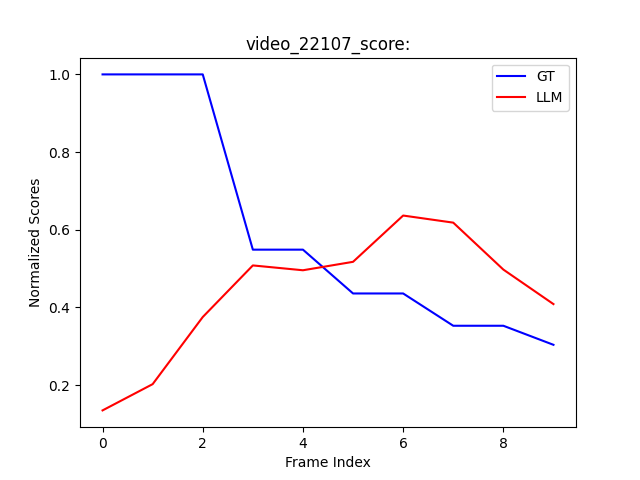 video_22107_score:
GT
LLM
Normalized Scores
1.0
0.8
0.6
0.4
0.2
0 2 4 6 8
Frame Index